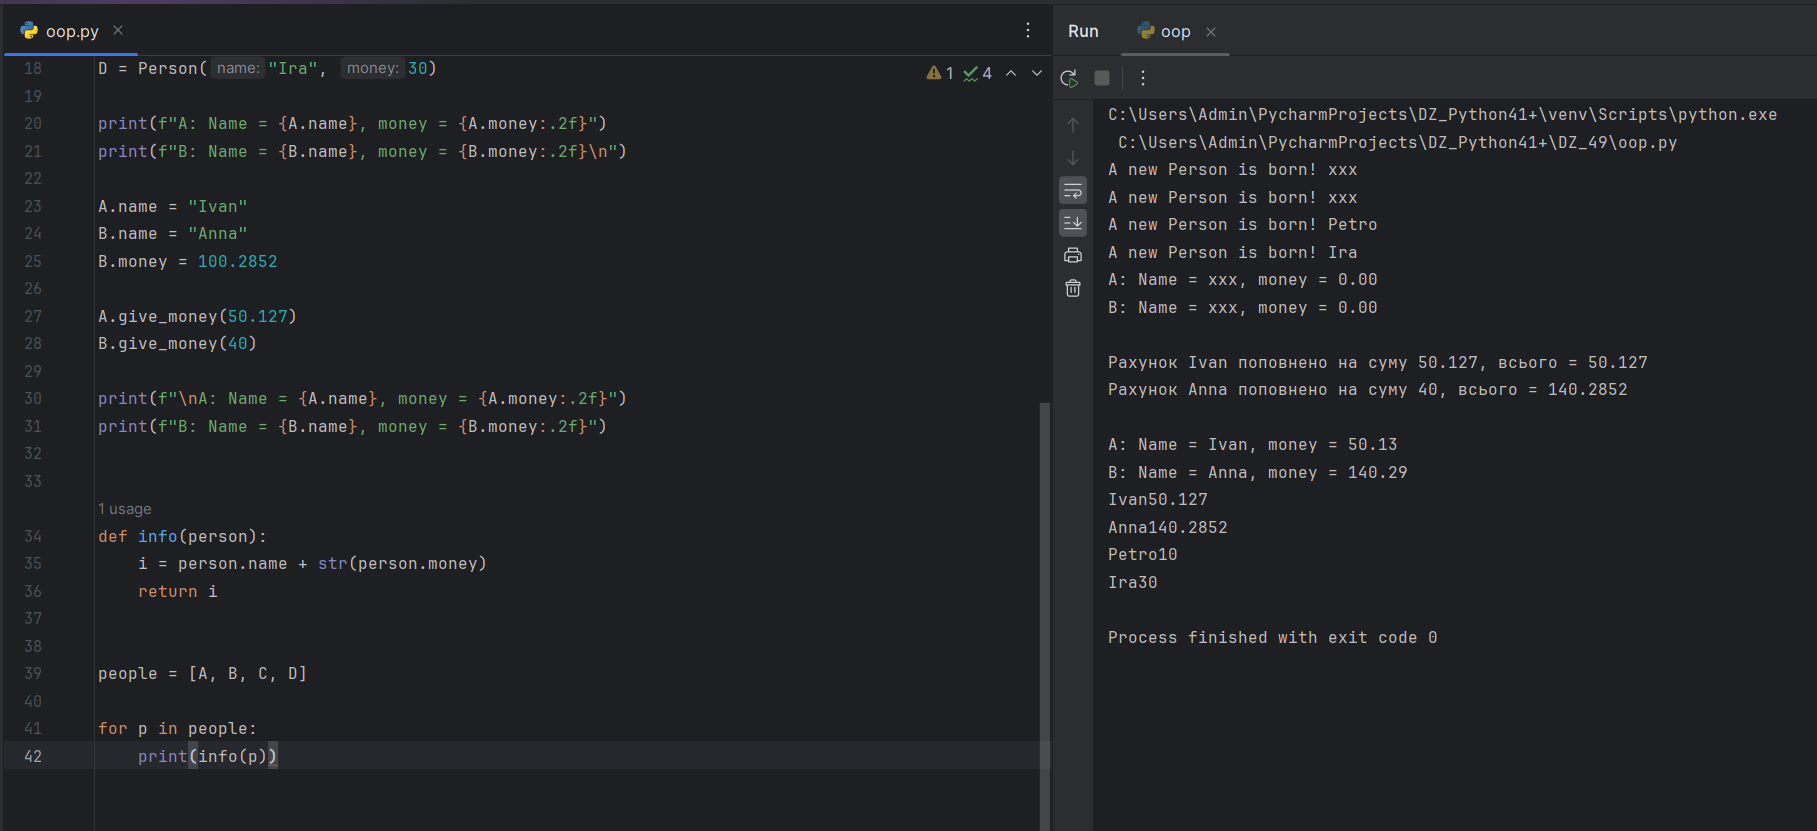 oop.py
18 D = Person( name: "Ira", money: 30)
19
20 print(f"A: Name = {A.name}, money = {A.money:.2f}")
21 print(f"B: Name = {B.name}, money = {B.money:.2f}\n")
22
23 A.name = "Ivan"
24 B.name = "Anna"
25 B.money = 100.2852
26
27 A.give_money(50.127)
28 B.give_money(40)
29
30 print(f"\nA: Name = {A.name}, money = {A.money:.2f}")
31 print(f"B: Name = {B.name}, money = {B.money:.2f}")
32
33
1 usage
34 def info(person):
35     i = person.name + str(person.money)
36     return i
37
38
39 people = [A, B, C, D]
40
41 for p in people:
42     print(info(p))
1 4
Run oop
C:\Users\Admin\PycharmProjects\DZ_Python41+\venv\Scripts\python.exe
C:\Users\Admin\PycharmProjects\DZ_Python41+\DZ_49\oop.py
A new Person is born! xxx
A new Person is born! xxx
A new Person is born! Petro
A new Person is born! Ira
A: Name = xxx, money = 0.00
B: Name = xxx, money = 0.00
Рахунок Ivan поповнено на суму 50.127, всього = 50.127
Рахунок Anna поповнено на суму 40, всього = 140.2852
A: Name = Ivan, money = 50.13
B: Name = Anna, money = 140.29
Ivan50.127
Anna140.2852
Petro10
Ira30
Process finished with exit code 0